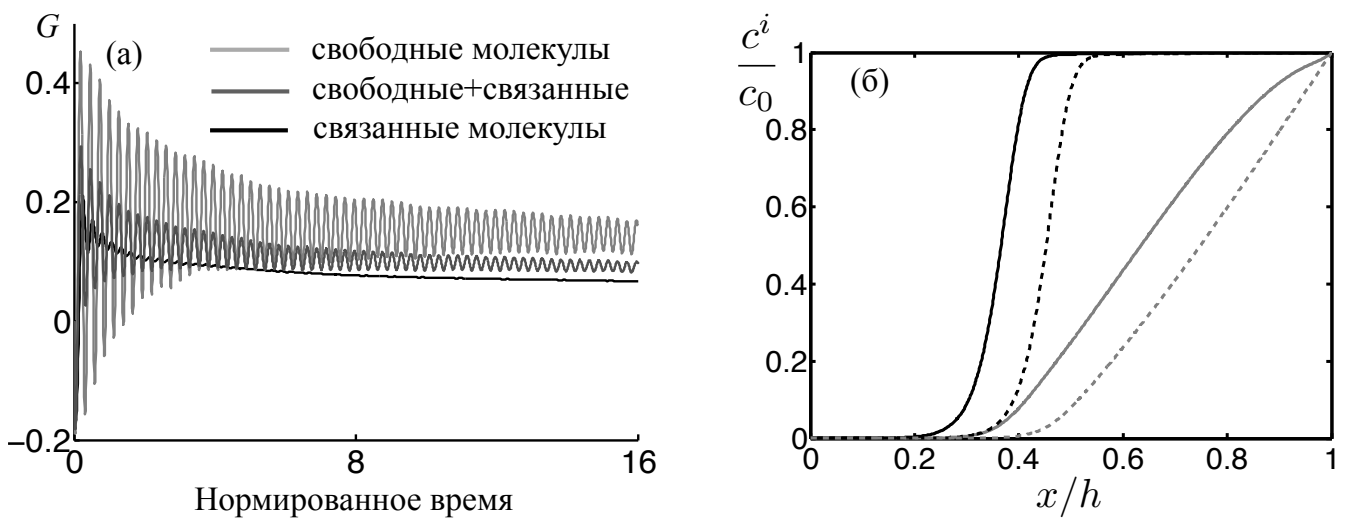 G
(а)
свободные молекулы
свободные+связанные
связанные молекулы
0.4
0.2
0
−0.2
0
8
16
Нормированное время
c^i
c_0
(б)
1
0.8
0.6
0.4
0.2
0
0
0.2
0.4
0.6
0.8
1
x/h